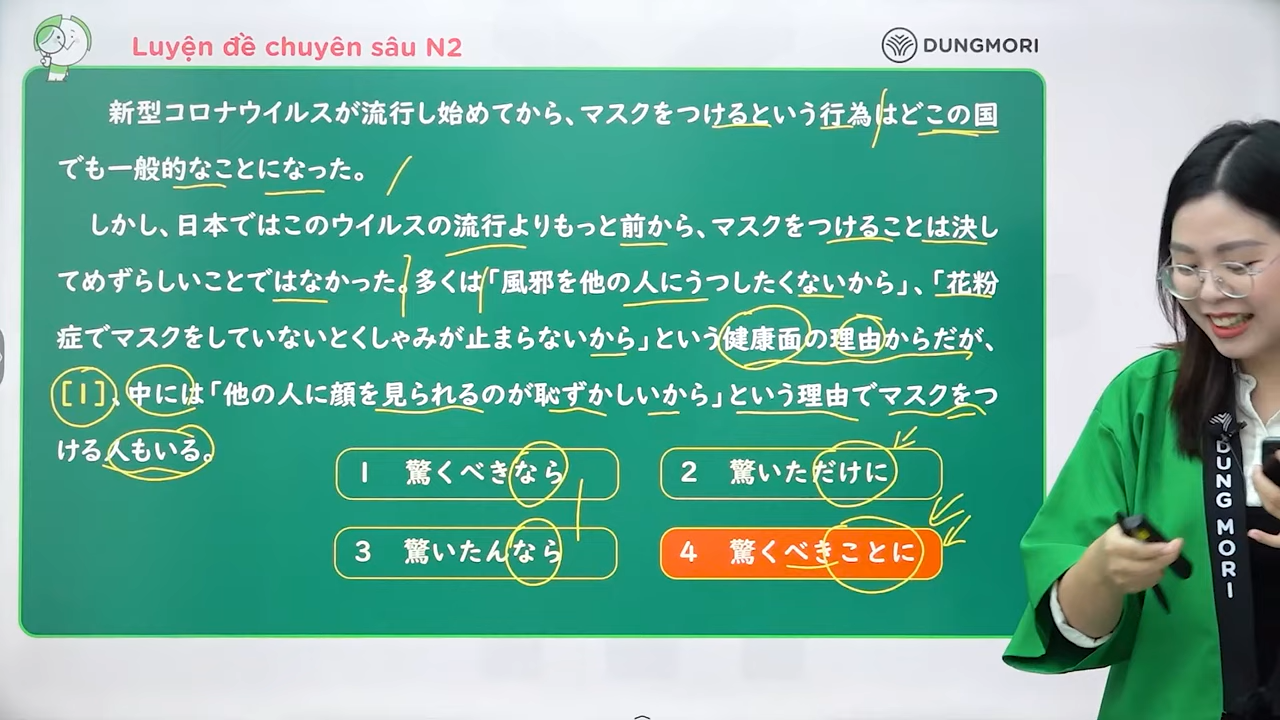 Luyện đề chuyên sâu N2
DUNGMORI
新型コロナウイルスが流行し始めてから、マスクをつけるという行為はどこの国
でも一般的なことになった。
しかし、日本ではこのウイルスの流行よりもっと前から、マスクをつけることは決し
てめずらしいことではなかった。多くは「風邪を他の人にうつしたくないから」、「花粉
症でマスクをしていないとくしゃみが止まらないから」という健康面の理由からだが、
[1]、中には「他の人に顔を見られるのが恥ずかしいから」という理由でマスクをつ
ける人もいる。
1 驚くべきなら
2 驚いただけに
3 驚いたんなら
4 驚くべきことに
DUNG MORI